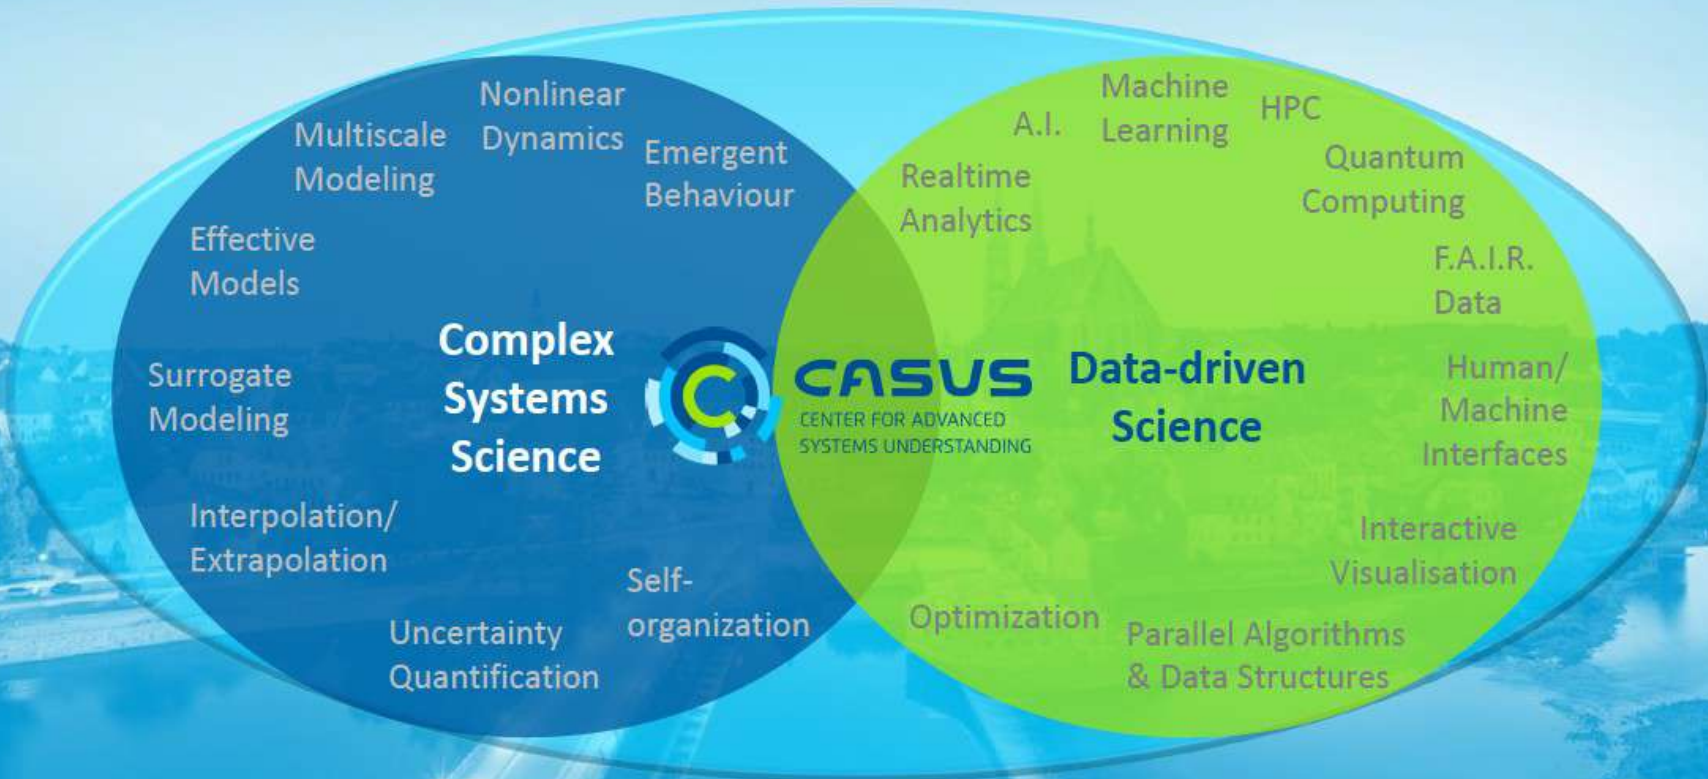 Nonlinear
Dynamics
Multiscale
Modeling
Emergent
Behaviour
Effective
Models
Surrogate
Modeling
Interpolation/
Extrapolation
Uncertainty
Quantification
Self-
organization
Complex
Systems
Science
CASUS
CENTER FOR ADVANCED
SYSTEMS UNDERSTANDING
Data-driven
Science
Realtime
Analytics
A.I.
Machine
Learning
HPC
Quantum
Computing
F.A.I.R.
Data
Human/
Machine
Interfaces
Interactive
Visualisation
Parallel Algorithms
& Data Structures
Optimization